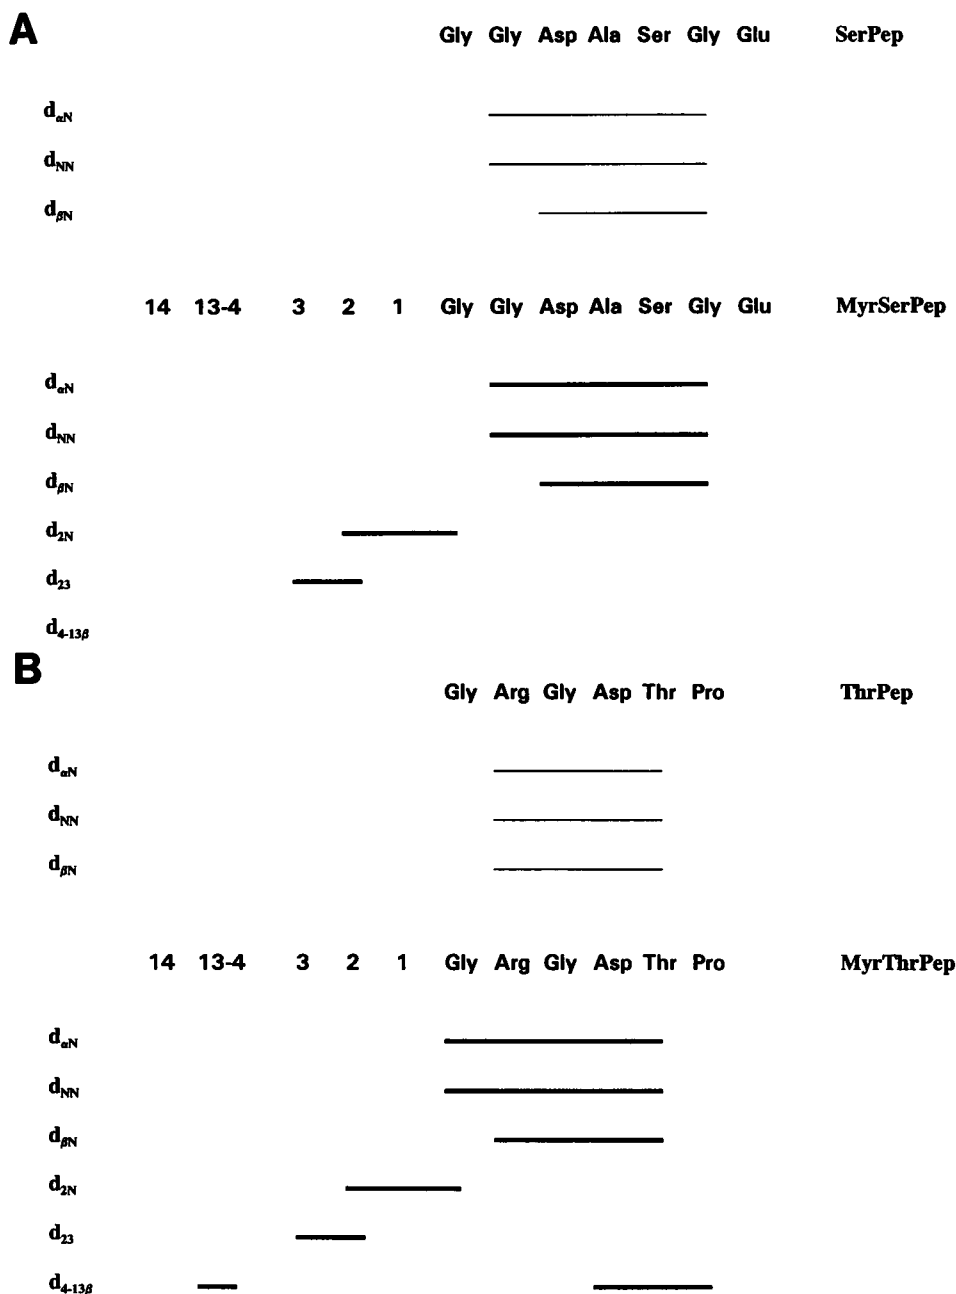 A
Gly Gly Asp Ala Ser Gly Glu SerPep
dαN
dNN
dβN
14 13-4 3 2 1 Gly Gly Asp Ala Ser Gly Glu MyrSerPep
dαN
dNN
dβN
d2N
d23
d4-13β
B
Gly Arg Gly Asp Thr Pro ThrPep
dαN
dNN
dβN
14 13-4 3 2 1 Gly Arg Gly Asp Thr Pro MyrThrPep
dαN
dNN
dβN
d2N
d23
d4-13β